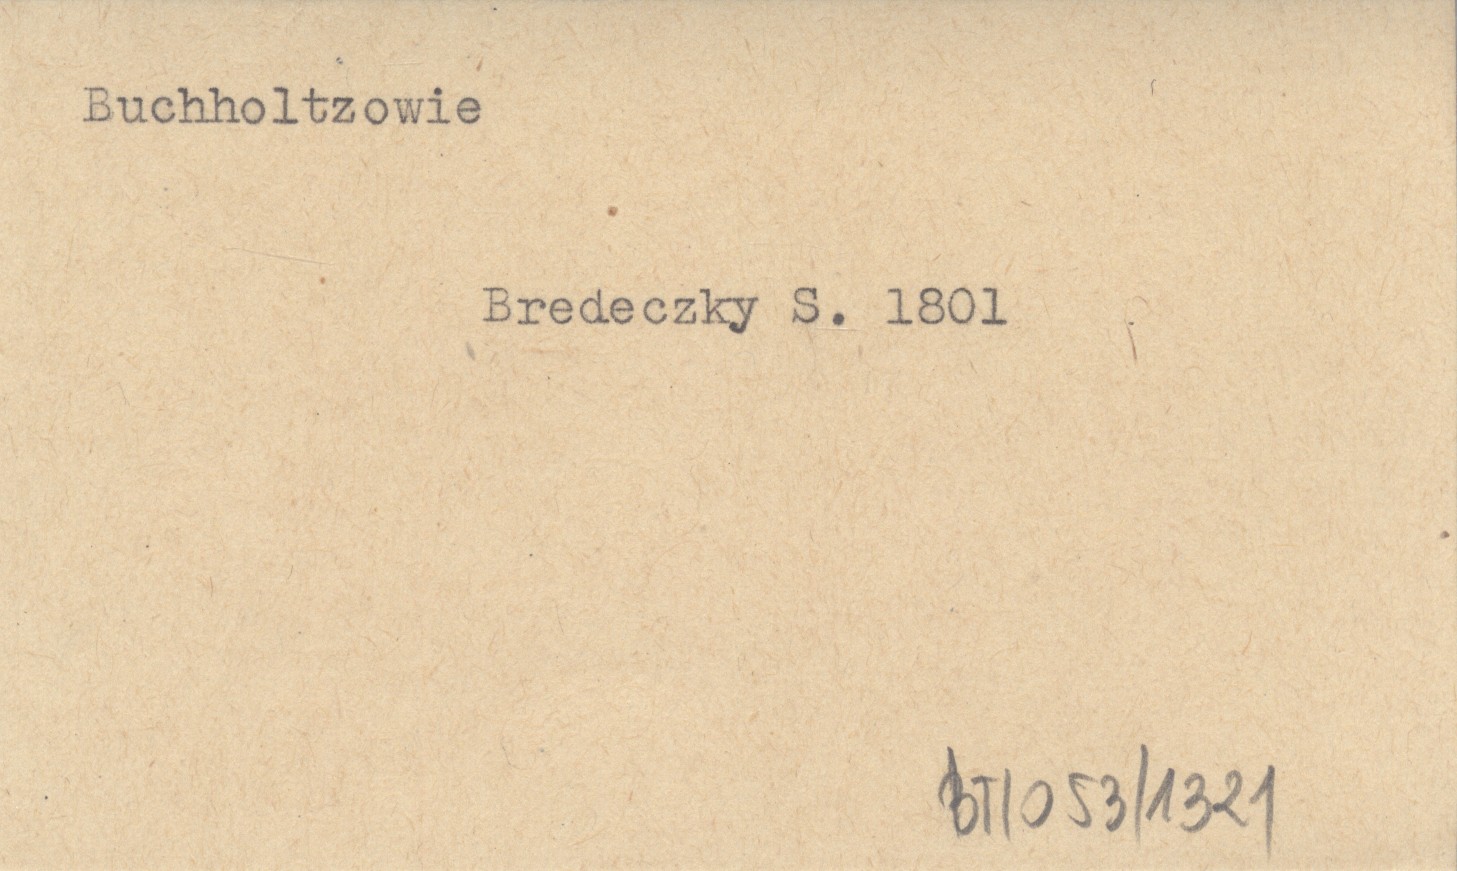 Buchholtzowie
Bredeczky S. 1801
BT/053/1321